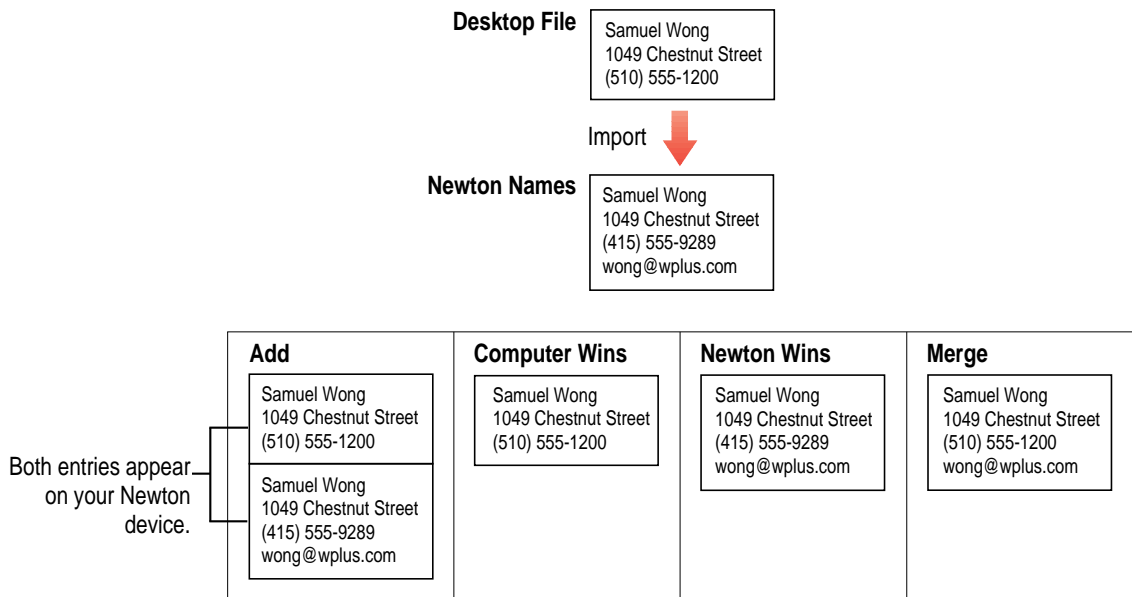 Desktop File
Samuel Wong
1049 Chestnut Street
(510) 555-1200
Import
Newton Names
Samuel Wong
1049 Chestnut Street
(415) 555-9289
wong@wplus.com
Add
Samuel Wong
1049 Chestnut Street
(510) 555-1200
Samuel Wong
1049 Chestnut Street
(415) 555-9289
wong@wplus.com
Both entries appear
on your Newton
device.
Computer Wins
Samuel Wong
1049 Chestnut Street
(510) 555-1200
Newton Wins
Samuel Wong
1049 Chestnut Street
(415) 555-9289
wong@wplus.com
Merge
Samuel Wong
1049 Chestnut Street
(510) 555-1200
wong@wplus.com